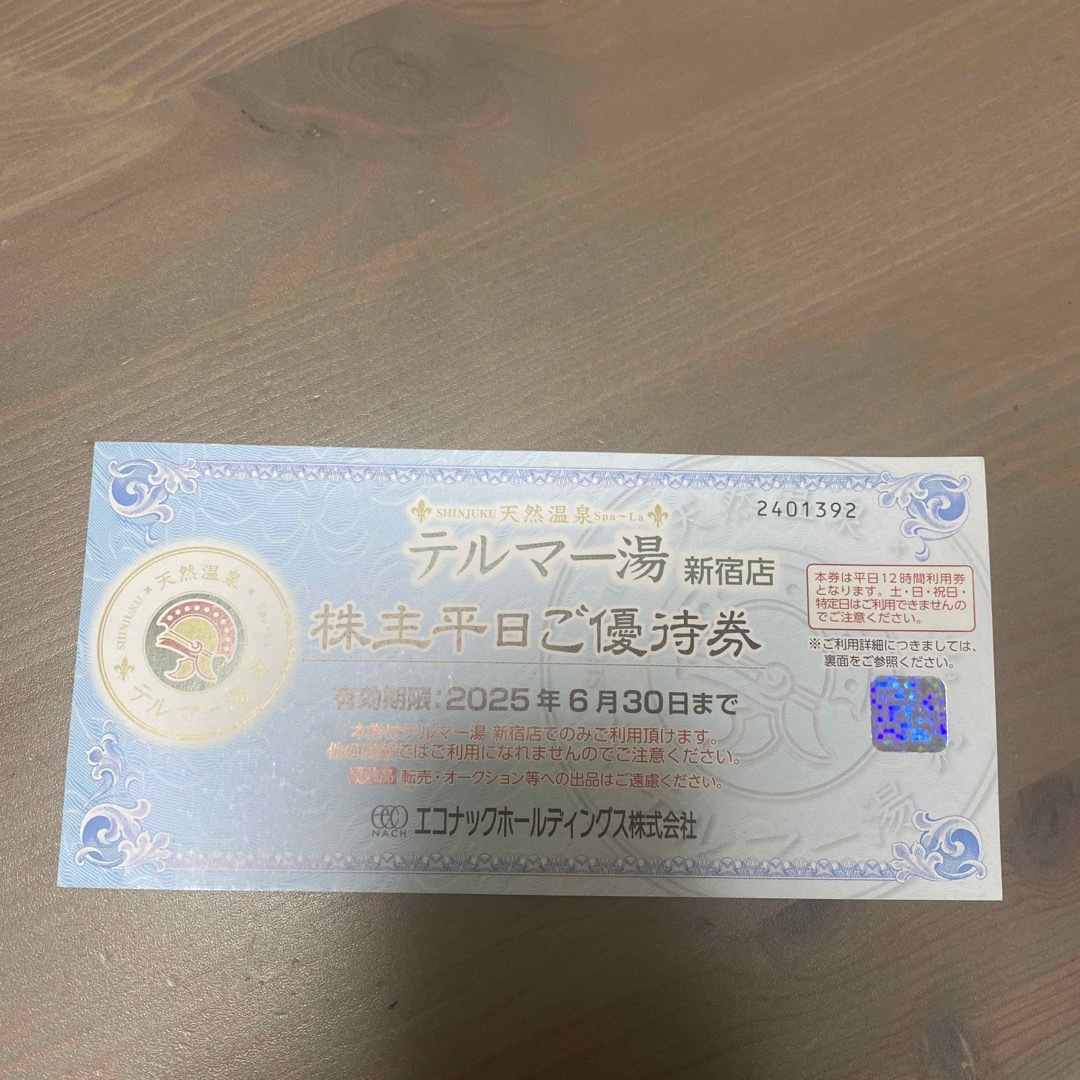 SHINJUKU 天然温泉 Spa~La
2401392
テルマー湯 新宿店
株主平日ご優待券
有効期限:2025年6月30日まで
本券はテルマー湯 新宿店でのみご利用頂けます。
ではご利用になれませんのでご注意ください。
転売・オークション等への出品はご遠慮ください。
eco NACH エコナックホールディングス株式会社
本券は平日12時間利用券
となります。土・日・祝日・
特定日はご利用できませんの
でご注意ください。
※ご利用詳細につきましては、
裏面をご参照ください。
SHINJUKU 天然温泉 Spa~La
テルマー湯